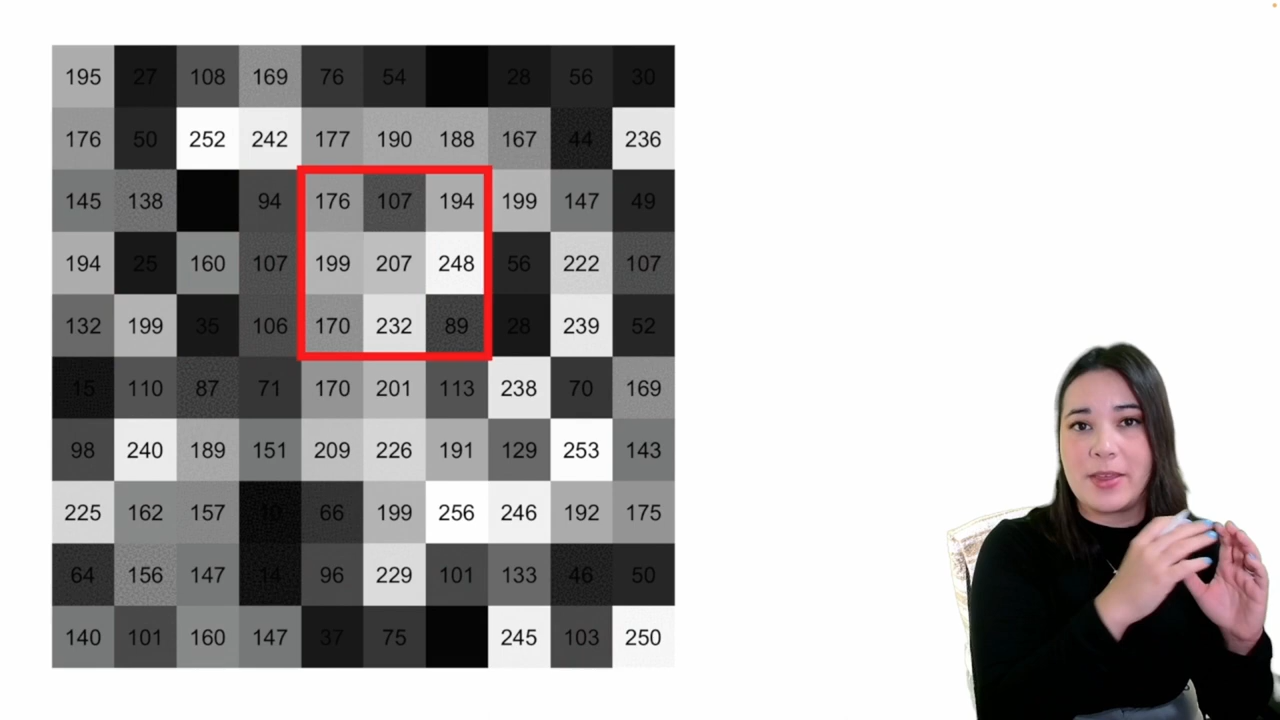 195 27 108 169 76 54 28 56 30
176 50 252 242 177 190 188 167 44 236
145 138 94 176 107 194 199 147 49
194 25 160 107 199 207 248 56 222 107
132 199 35 106 170 232 89 28 239 52
15 110 87 71 170 201 113 238 70 169
98 240 189 151 209 226 191 129 253 143
225 162 157 10 66 199 256 246 192 175
64 156 147 14 96 229 101 133 46 50
140 101 160 147 37 75 245 103 250